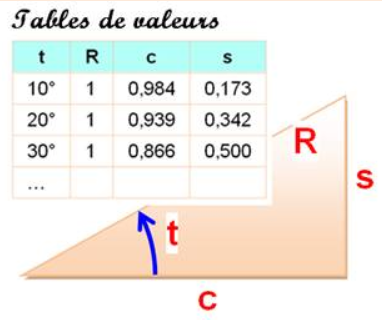 Tables de valeurs
t R c s
10° 1 0,984 0,173
20° 1 0,939 0,342
30° 1 0,866 0,500
...
R
s
t
c